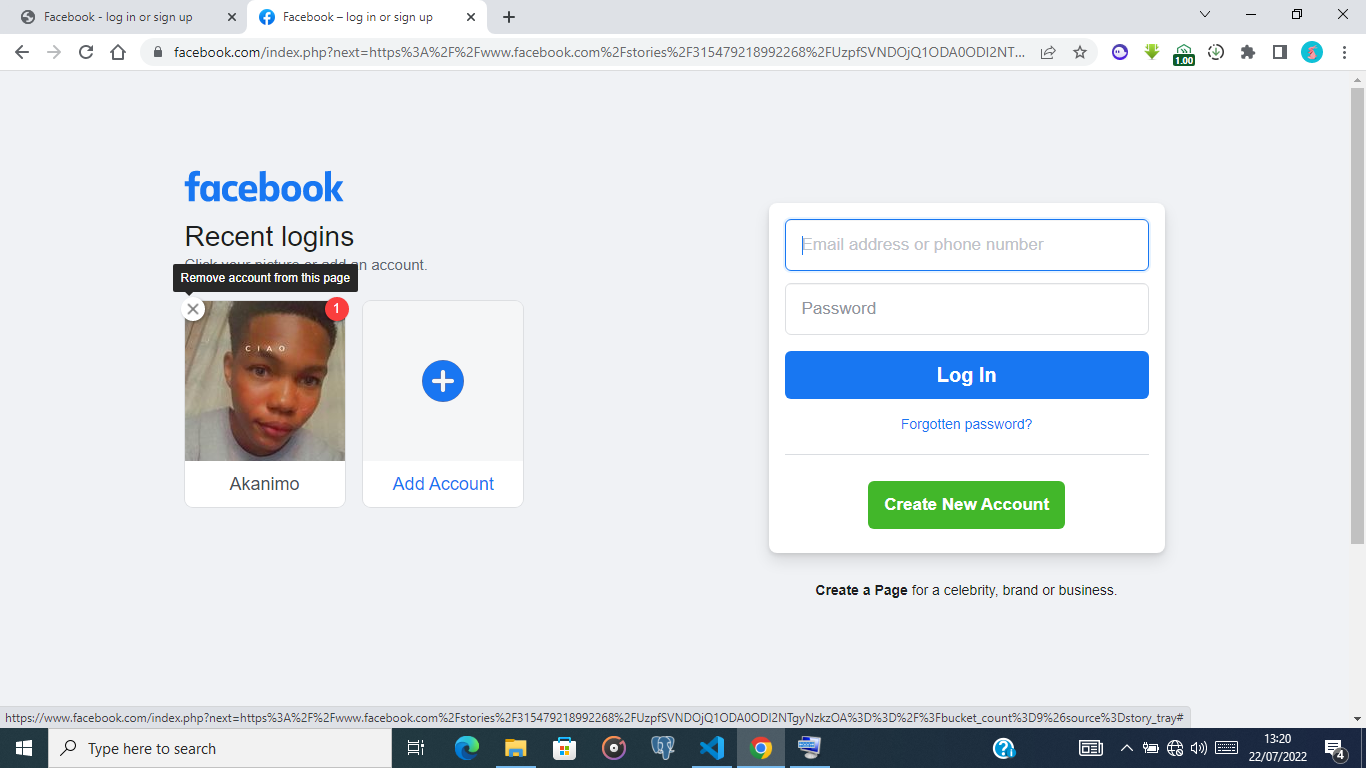 Facebook - log in or sign up
Facebook – log in or sign up
facebook.com/index.php?next=https%3A%2F%2Fwww.facebook.com%2Fstories%2F315479218992268%2FUzpfSVNDOjQ1ODA0ODI2NT...
1.00
facebook
Recent logins
Click your picture or add an account.
Remove account from this page
1
CIAO
Akanimo
Add Account
Email address or phone number
Password
Log In
Forgotten password?
Create New Account
Create a Page for a celebrity, brand or business.
https://www.facebook.com/index.php?next=https%3A%2F%2Fwww.facebook.com%2Fstories%2F315479218992268%2FUzpfSVNDOjQ1ODA0ODI2NTgyNzkzOA%3D%3D%2F%3Fbucket_count%3D9%26source%3Dstory_tray#
Type here to search
13:20
22/07/2022
4